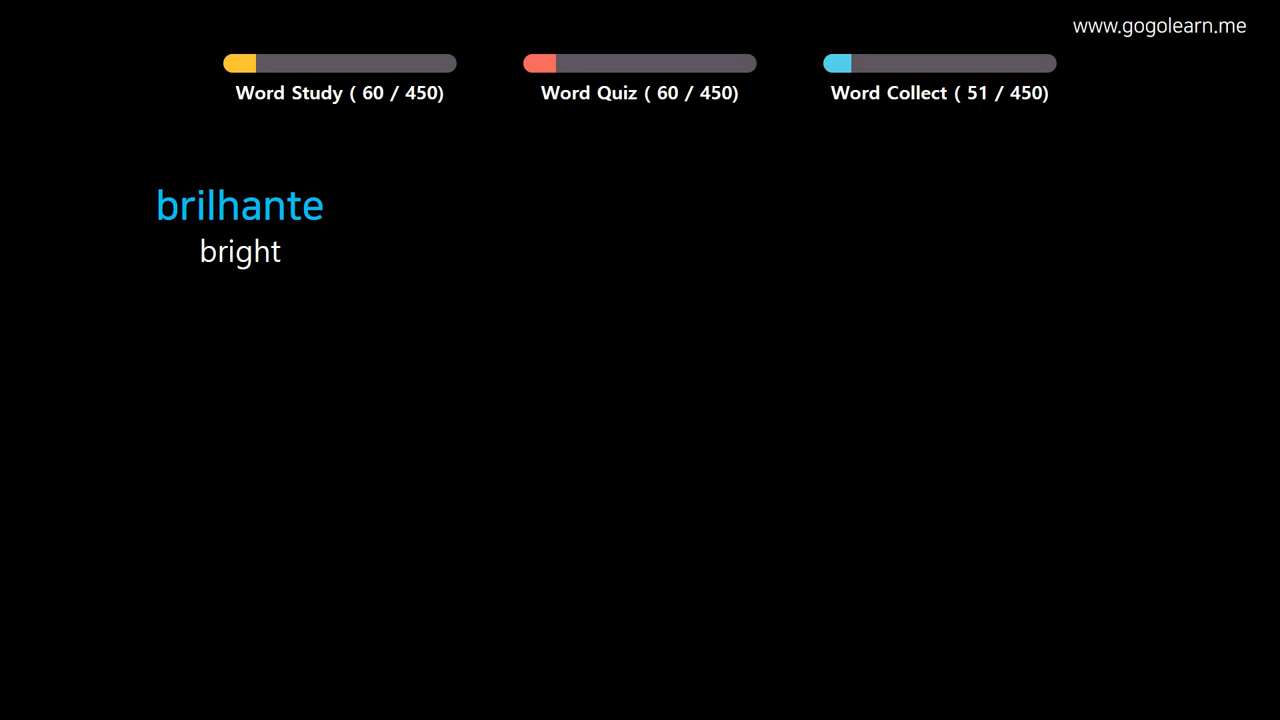 www.gogolearn.me
Word Study ( 60 / 450)
Word Quiz ( 60 / 450)
Word Collect ( 51 / 450)
brilhante
bright